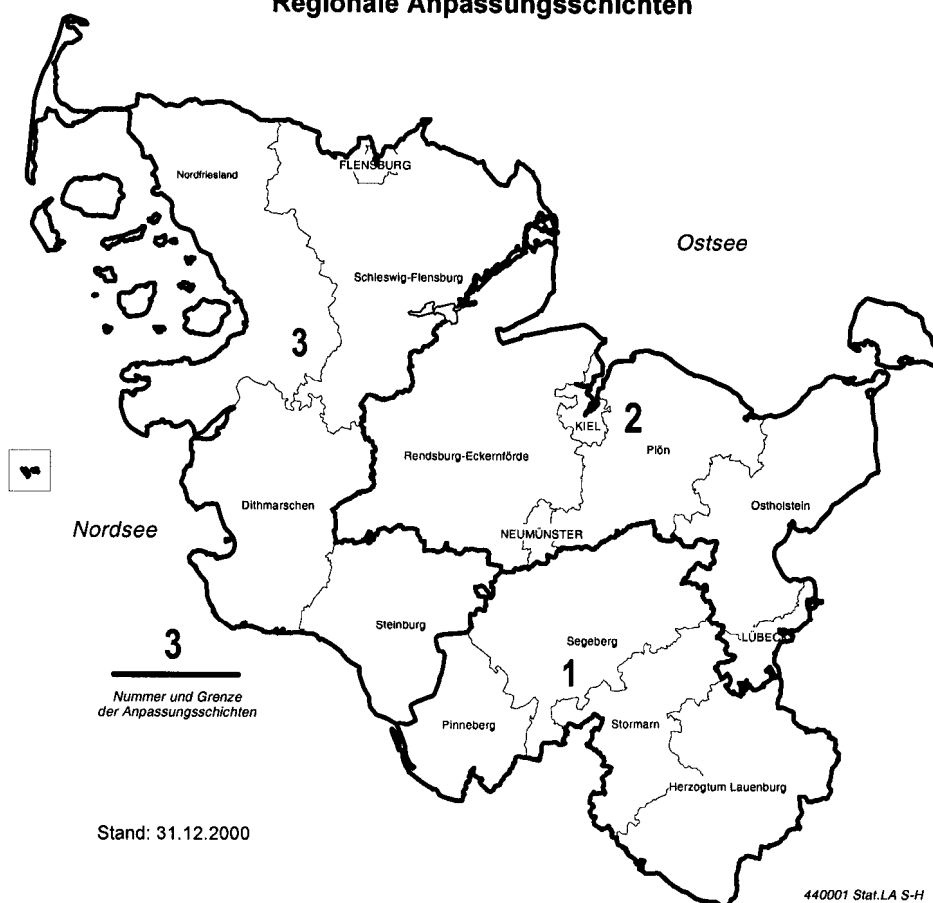 Regionale Anpassungsschichten
FLENSBURG
Nordfriesland
Ostsee
Schleswig-Flensburg
3
2
KIEL
Plön
Rendsburg-Eckernförde
Dithmarschen
Ostholstein
Nordsee
NEUMÜNSTER
Steinburg
Segeberg
LÜBECK
3
1
Nummer und Grenze
der Anpassungsschichten
Pinneberg
Stormarn
Herzogtum Lauenburg
Stand: 31.12.2000
440001 Stat.LA S-H